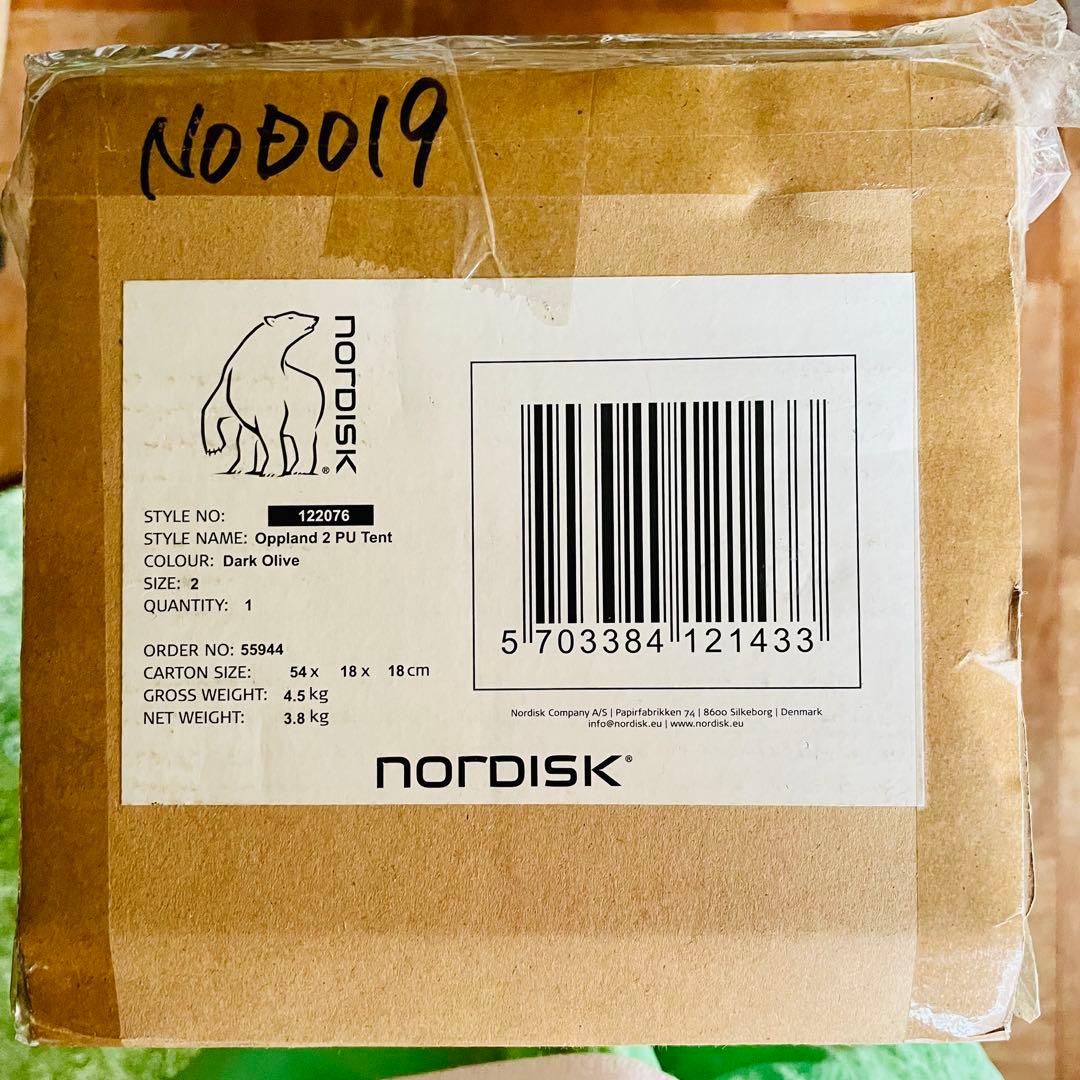 NOD019
NORDISK®
STYLE NO: 122076
STYLE NAME: Oppland 2 PU Tent
COLOUR: Dark Olive
SIZE: 2
QUANTITY: 1
ORDER NO: 55944
CARTON SIZE: 54 x 18 x 18 cm
GROSS WEIGHT: 4.5 kg
NET WEIGHT: 3.8 kg
5 703384 121433
Nordisk Company A/S | Papirfabrikken 74 | 8600 Silkeborg | Denmark
info@nordisk.eu | www.nordisk.eu
NORDISK®